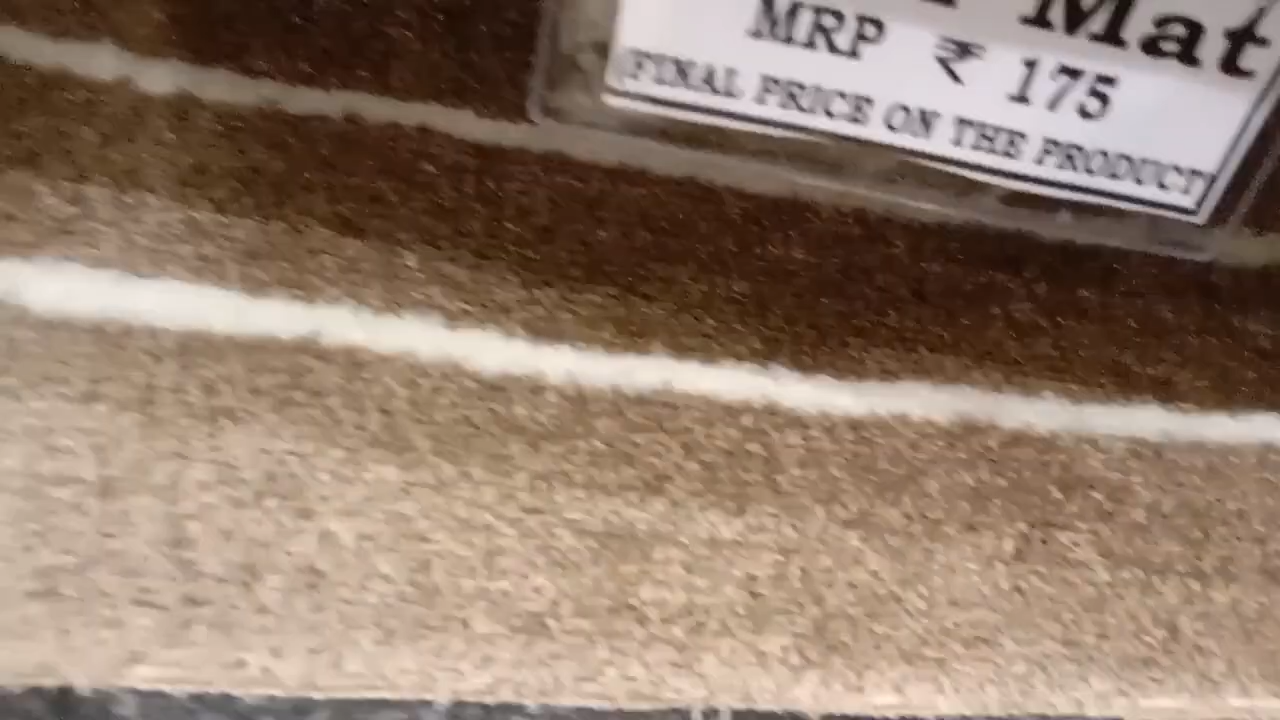 Mat
MRP ₹ 175
(FINAL PRICE ON THE PRODUCT)